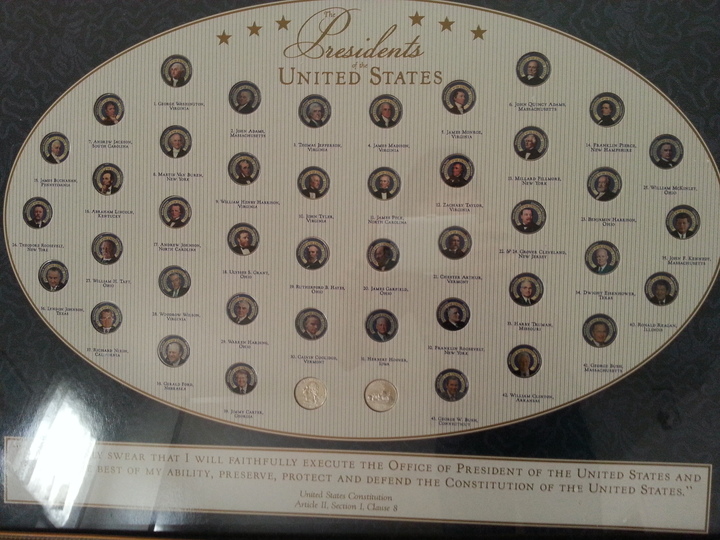 The
Presidents
of the
UNITED STATES
1. GEORGE WASHINGTON,
VIRGINIA
2. JOHN ADAMS,
MASSACHUSETTS
3. THOMAS JEFFERSON,
VIRGINIA
4. JAMES MADISON,
VIRGINIA
5. JAMES MONROE,
VIRGINIA
6. JOHN QUINCY ADAMS,
MASSACHUSETTS
7. ANDREW JACKSON,
SOUTH CAROLINA
8. MARTIN VAN BUREN,
NEW YORK
9. WILLIAM HENRY HARRISON,
VIRGINIA
10. JOHN TYLER,
VIRGINIA
11. JAMES POLK,
NORTH CAROLINA
12. ZACHARY TAYLOR,
VIRGINIA
13. MILLARD FILLMORE,
NEW YORK
14. FRANKLIN PIERCE,
NEW HAMPSHIRE
15. JAMES BUCHANAN,
PENNSYLVANIA
16. ABRAHAM LINCOLN,
KENTUCKY
17. ANDREW JOHNSON,
NORTH CAROLINA
18. ULYSSES S. GRANT,
OHIO
19. RUTHERFORD B. HAYES,
OHIO
20. JAMES GARFIELD,
OHIO
21. CHESTER ARTHUR,
VERMONT
22. & 24. GROVER CLEVELAND,
NEW JERSEY
23. BENJAMIN HARRISON,
OHIO
25. WILLIAM MCKINLEY,
OHIO
26. THEODORE ROOSEVELT,
NEW YORK
27. WILLIAM H. TAFT,
OHIO
28. WOODROW WILSON,
VIRGINIA
29. WARREN HARDING,
OHIO
30. CALVIN COOLIDGE,
VERMONT
31. HERBERT HOOVER,
IOWA
32. FRANKLIN ROOSEVELT,
NEW YORK
33. HARRY TRUMAN,
MISSOURI
34. DWIGHT EISENHOWER,
TEXAS
35. JOHN F. KENNEDY,
MASSACHUSETTS
36. LYNDON JOHNSON,
TEXAS
37. RICHARD NIXON,
CALIFORNIA
38. GERALD FORD,
NEBRASKA
39. JIMMY CARTER,
GEORGIA
40. RONALD REAGAN,
ILLINOIS
41. GEORGE BUSH,
MASSACHUSETTS
42. WILLIAM CLINTON,
ARKANSAS
43. GEORGE W. BUSH,
CONNECTICUT
SWEAR THAT I WILL FAITHFULLY EXECUTE THE OFFICE OF PRESIDENT OF THE UNITED STATES AND
BEST OF MY ABILITY, PRESERVE, PROTECT AND DEFEND THE CONSTITUTION OF THE UNITED STATES."
United States Constitution
Article II, Section I, Clause 8